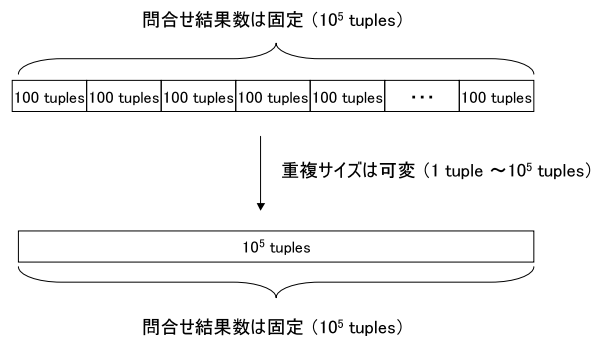 問合せ結果数は固定（10⁵ tuples）
100 tuples 100 tuples 100 tuples 100 tuples 100 tuples ・・・ 100 tuples
重複サイズは可変（1 tuple ～10⁵ tuples）
10⁵ tuples
問合せ結果数は固定（10⁵ tuples）